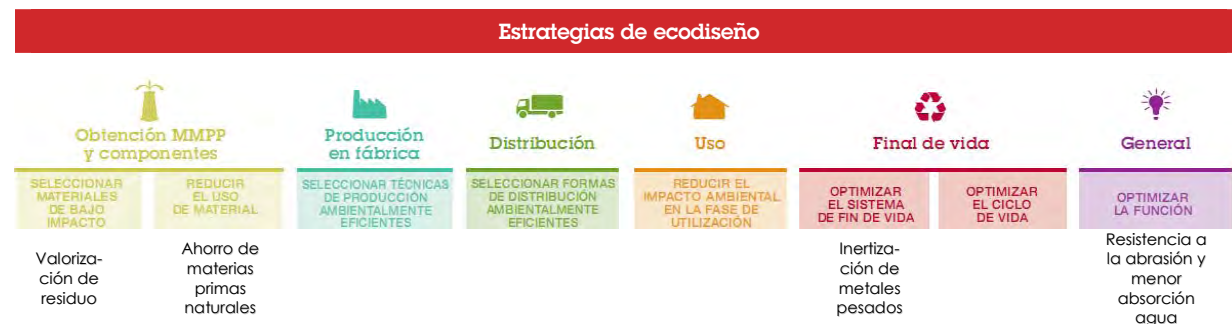 Estrategias de ecodiseño
Obtención MMPP
y componentes
Producción
en fábrica
Distribución
Uso
Final de vida
General
SELECCIONAR
MATERIALES
DE BAJO
IMPACTO
REDUCIR
EL USO
DE MATERIAL
SELECCIONAR TÉCNICAS
DE PRODUCCIÓN
AMBIENTALMENTE
EFICIENTES
SELECCIONAR FORMAS
DE DISTRIBUCIÓN
AMBIENTALMENTE
EFICIENTES
REDUCIR EL
IMPACTO AMBIENTAL
EN LA FASE DE
UTILIZACIÓN
OPTIMIZAR
EL SISTEMA
DE FIN DE VIDA
OPTIMIZAR
EL CICLO
DE VIDA
OPTIMIZAR
LA FUNCIÓN
Valoriza-
ción de
residuo
Ahorro de
materias
primas
naturales
Inertiza-
ción de
metales
pesados
Resistencia a
la abrasión y
menor
absorción
agua